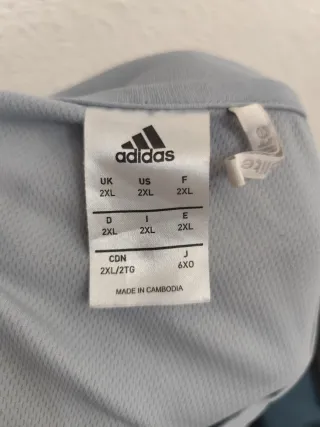 adidas
UK US F
2XL 2XL 2XL
D I E
2XL 2XL 2XL
CDN J
2XL/2TG 6XO
MADE IN CAMBODIA